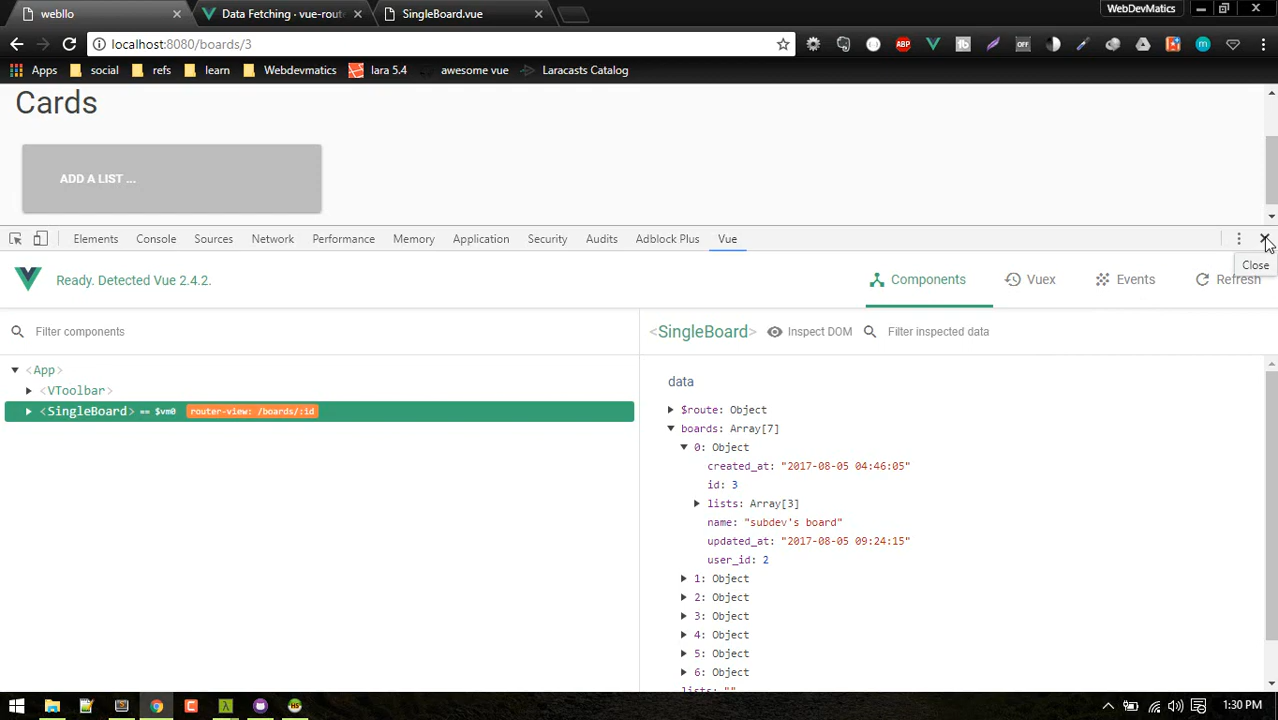 webllo
Data Fetching · vue-rout
SingleBoard.vue
WebDevMatics
localhost:8080/boards/3
ABP
OFF
Apps
social
refs
learn
Webdevmatics
lara 5.4
awesome vue
Laracasts Catalog
Cards
ADD A LIST ...
Elements
Console
Sources
Network
Performance
Memory
Application
Security
Audits
Adblock Plus
Vue
Close
Ready. Detected Vue 2.4.2.
Components
Vuex
Events
Refresh
Filter components
<SingleBoard>
Inspect DOM
Filter inspected data
<App>
<VToolbar>
<SingleBoard> == $vm0 router-view: /boards/:id
data
$route: Object
boards: Array[7]
0: Object
created_at: "2017-08-05 04:46:05"
id: 3
lists: Array[3]
name: "subdev's board"
updated_at: "2017-08-05 09:24:15"
user_id: 2
1: Object
2: Object
3: Object
4: Object
5: Object
6: Object
lists: ""
1:30 PM